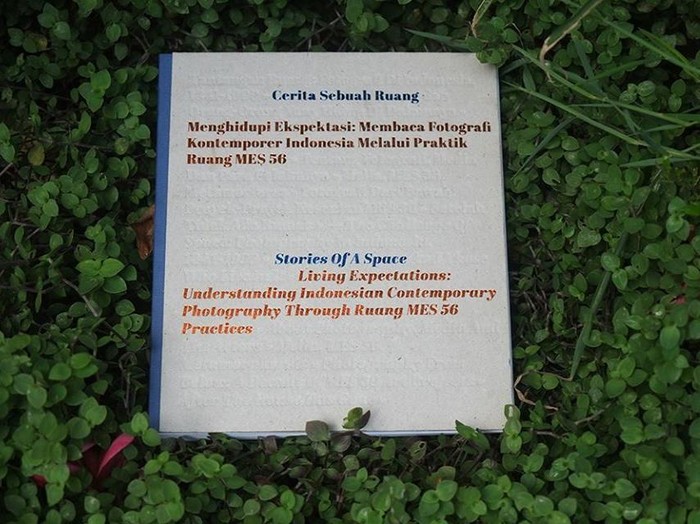 Cerita Sebuah Ruang
Menghidupi Ekspektasi: Membaca Fotografi
Kontemporer Indonesia Melalui Praktik
Ruang MES 56
Stories Of A Space
Living Expectations:
Understanding Indonesian Contemporary
Photography Through Ruang MES 56
Practices